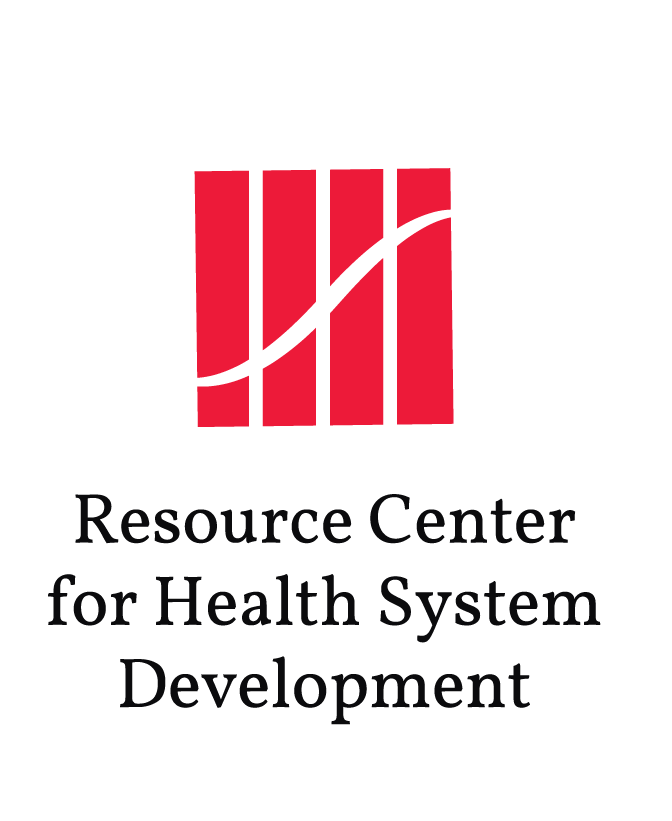 Resource Center
for Health System
Development